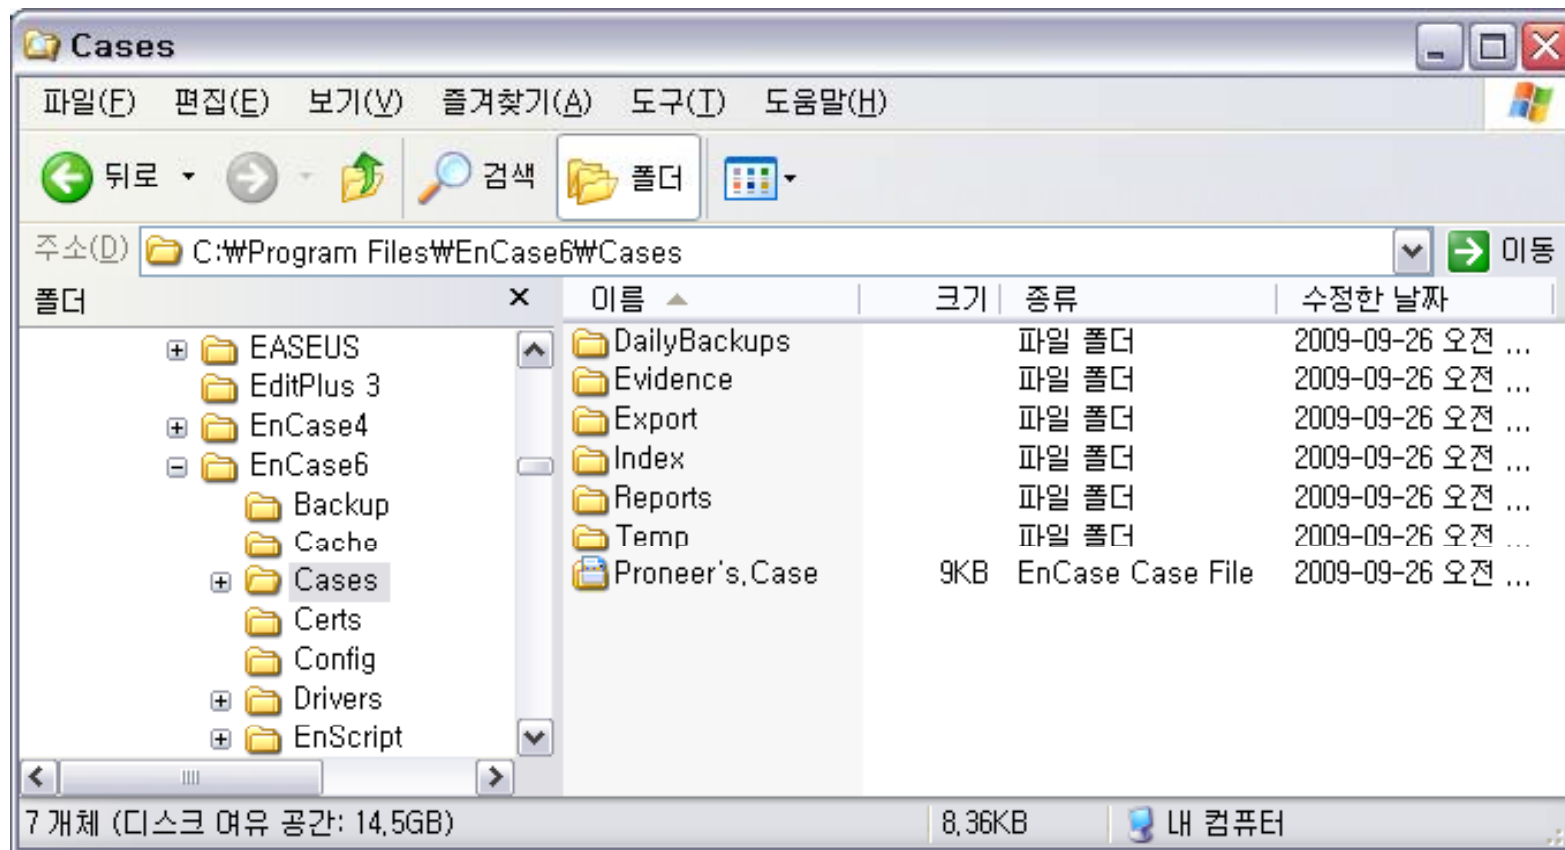 Cases
파일(F) 편집(E) 보기(V) 즐겨찾기(A) 도구(T) 도움말(H)
뒤로 검색 폴더
주소(D) C:₩Program Files₩EnCase6₩Cases 이동
폴더
EASEUS
EditPlus 3
EnCase4
EnCase6
Backup
Cache
Cases
Certs
Config
Drivers
EnScript
이름 크기 종류 수정한 날짜
DailyBackups 파일 폴더 2009-09-26 오전 ...
Evidence 파일 폴더 2009-09-26 오전 ...
Export 파일 폴더 2009-09-26 오전 ...
Index 파일 폴더 2009-09-26 오전 ...
Reports 파일 폴더 2009-09-26 오전 ...
Temp 파일 폴더 2009-09-26 오전 ...
Proneer's.Case 9KB EnCase Case File 2009-09-26 오전 ...
7 개체 (디스크 여유 공간: 14.5GB) 8.36KB 내 컴퓨터